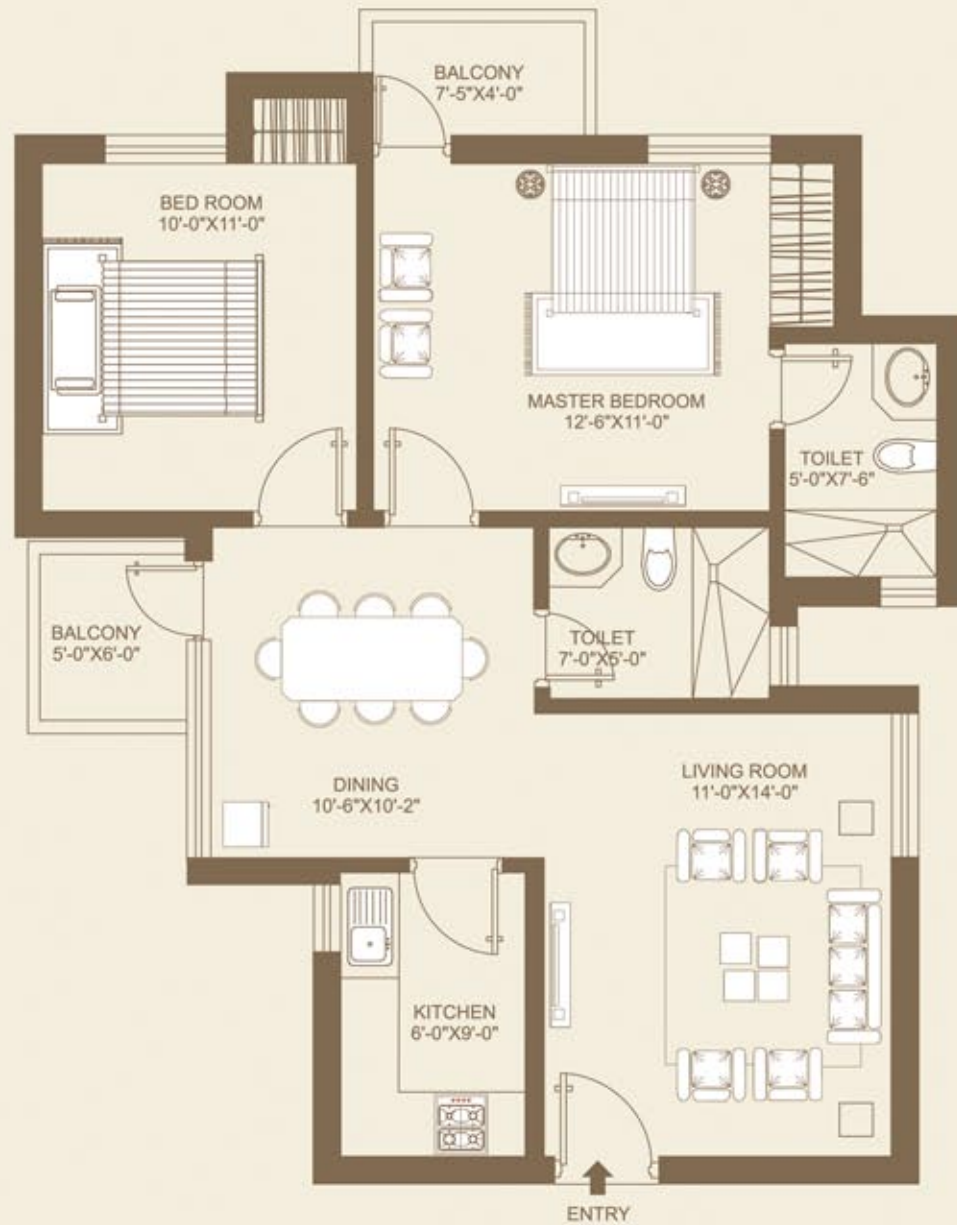 BALCONY
7'-5"X4'-0"
BED ROOM
10'-0"X11'-0"
MASTER BEDROOM
12'-6"X11'-0"
TOILET
5'-0"X7'-6"
BALCONY
5'-0"X6'-0"
TOILET
7'-0"X5'-0"
DINING
10'-6"X10'-2"
LIVING ROOM
11'-0"X14'-0"
KITCHEN
6'-0"X9'-0"
ENTRY